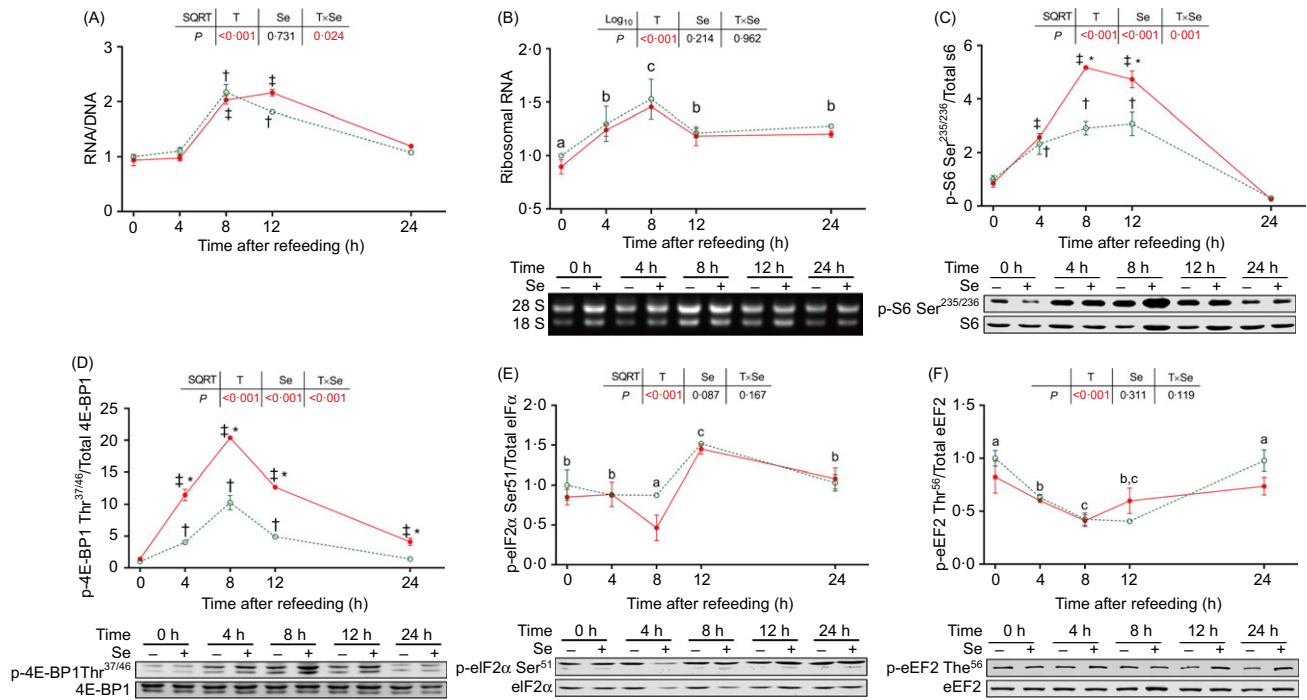 (A)
SQRT T Se T×Se
P <0·001 0·731 0·024
RNA/DNA
3
2
1
0
† ‡
‡ †
0 4 8 12 24
Time after refeeding (h)
(B)
Log10 T Se T×Se
P <0·001 0·214 0·962
Ribosomal RNA
2·0
1·5
1·0
0·5
a b c b b
0 4 8 12 24
Time after refeeding (h)
Time 0 h 4 h 8 h 12 h 24 h
Se – + – + – + – + – +
28 S
18 S
(C)
SQRT T Se T×Se
P <0·001 <0·001 0·001
p-S6 Ser235/236/Total s6
6
4
2
0
‡ ‡* ‡*
† † †
0 4 8 12 24
Time after refeeding (h)
Time 0 h 4 h 8 h 12 h 24 h
Se – + – + – + – + – +
p-S6 Ser235/236
S6
(D)
SQRT T Se T×Se
P <0·001 <0·001 <0·001
p-4E-BP1 Thr37/46/Total 4E-BP1
25
20
15
10
5
0
‡* ‡* ‡* ‡*
† † †
0 4 8 12 24
Time after refeeding (h)
Time 0 h 4 h 8 h 12 h 24 h
Se – + – + – + – + – +
p-4E-BP1Thr37/46
4E-BP1
(E)
SQRT T Se T×Se
P <0·001 0·087 0·167
p-eIF2α Ser51/Total eIFα
2·0
1·5
1·0
0·5
0·0
b b a c b
0 4 8 12 24
Time after refeeding (h)
Time 0 h 4 h 8 h 12 h 24 h
Se – + – + – + – + – +
p-eIF2α Ser51
eIF2α
(F)
T Se T×Se
P <0·001 0·311 0·119
p-eEF2 Thr56/Total eEF2
1·5
1·0
0·5
0·0
a b c b,c a
0 4 8 12 24
Time after refeeding (h)
Time 0 h 4 h 8 h 12 h 24 h
Se – + – + – + – + – +
p-eEF2 The56
eEF2